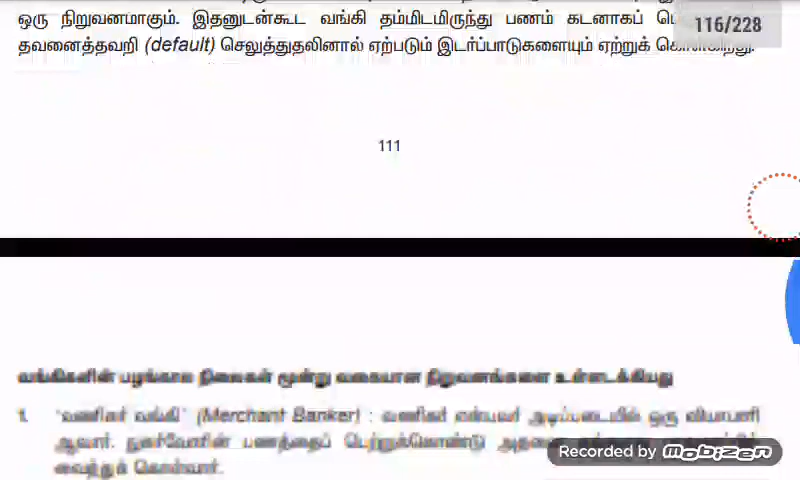 ஒரு நிறுவனமாகும். இதனுடன்கூட வங்கி தம்மிடமிருந்து பணம் கடனாகப்
116/228
தவணைத்தவறி (default) செலுத்துதலினால் ஏற்படும் இடர்ப்பாடுகளையும் ஏற்றுக் கொள்கிறது.
111
வங்கிகளின் பழங்கால நிலைகள் மூன்று வகையான நிறுவனங்களை உள்ளடக்கியது
1. 'வணிகர் வங்கி' (Merchant Banker) : வணிகர் என்பவர் அடிப்படையில் ஒரு வியாபாரி
ஆவார். நுகர்வோரின் பணத்தைப் பெற்றுக்கொண்டு
வைத்துக் கொள்வார்.
Recorded by mobizen